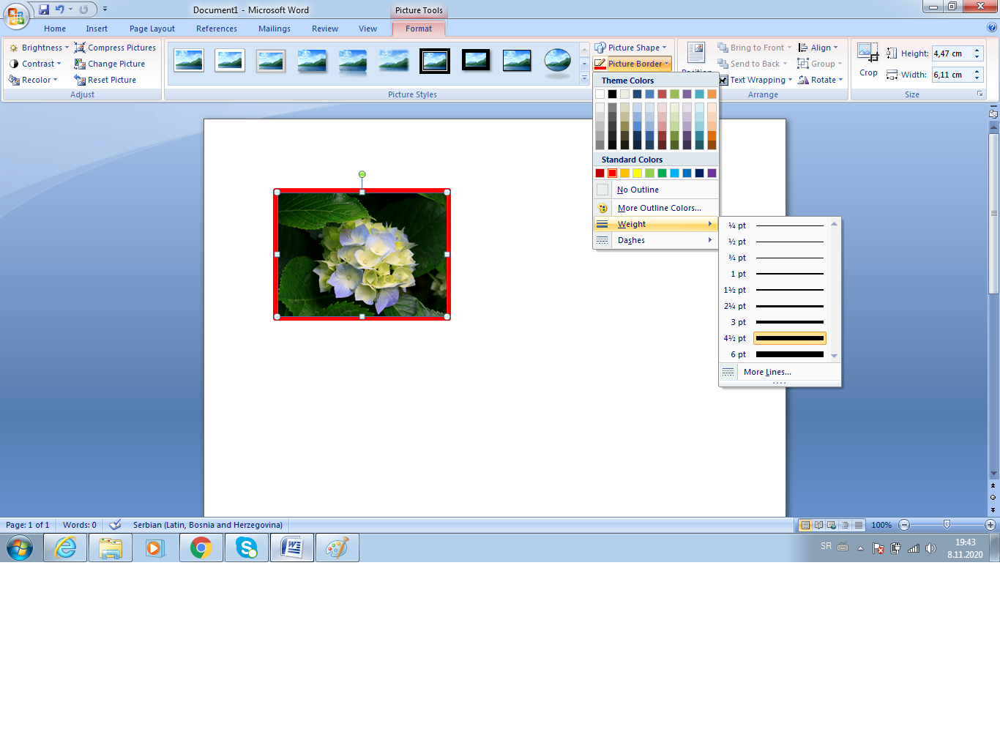 Document1 - Microsoft Word
Picture Tools
Home Insert Page Layout References Mailings Review View Format
Brightness
Compress Pictures
Contrast
Change Picture
Recolor
Reset Picture
Adjust
Picture Styles
Picture Shape
Picture Border
Bring to Front
Send to Back
Text Wrapping
Align
Group
Rotate
Arrange
Crop
Height: 4,47 cm
Width: 6,11 cm
Size
Theme Colors
Standard Colors
No Outline
More Outline Colors...
Weight
Dashes
¼ pt
½ pt
¾ pt
1 pt
1½ pt
2¼ pt
3 pt
4½ pt
6 pt
More Lines...
Page: 1 of 1 Words: 0 Serbian (Latin, Bosnia and Herzegovina) 100%
SR
19:43
8.11.2020